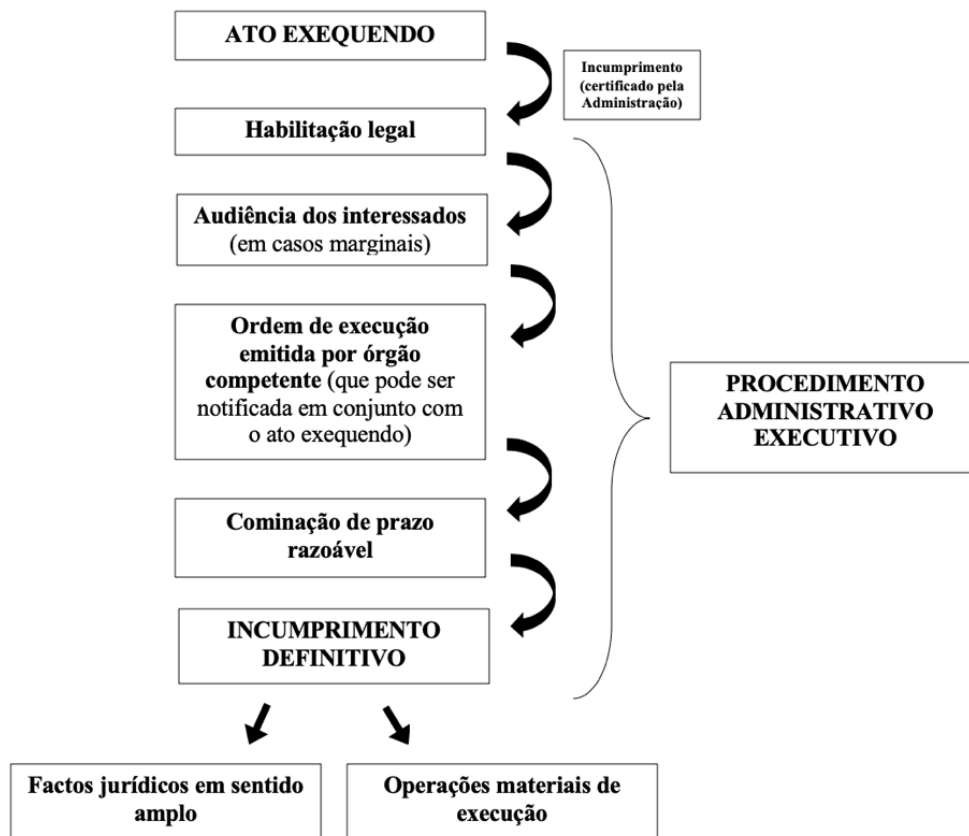 ATO EXEQUENDO
Incumprimento
(certificado pela
Administração)
Habilitação legal
Audiência dos interessados
(em casos marginais)
Ordem de execução
emitida por órgão
competente (que pode ser
notificada em conjunto com
o ato exequendo)
PROCEDIMENTO
ADMINISTRATIVO
EXECUTIVO
Cominação de prazo
razoável
INCUMPRIMENTO
DEFINITIVO
Factos jurídicos em sentido
amplo
Operações materiais de
execução